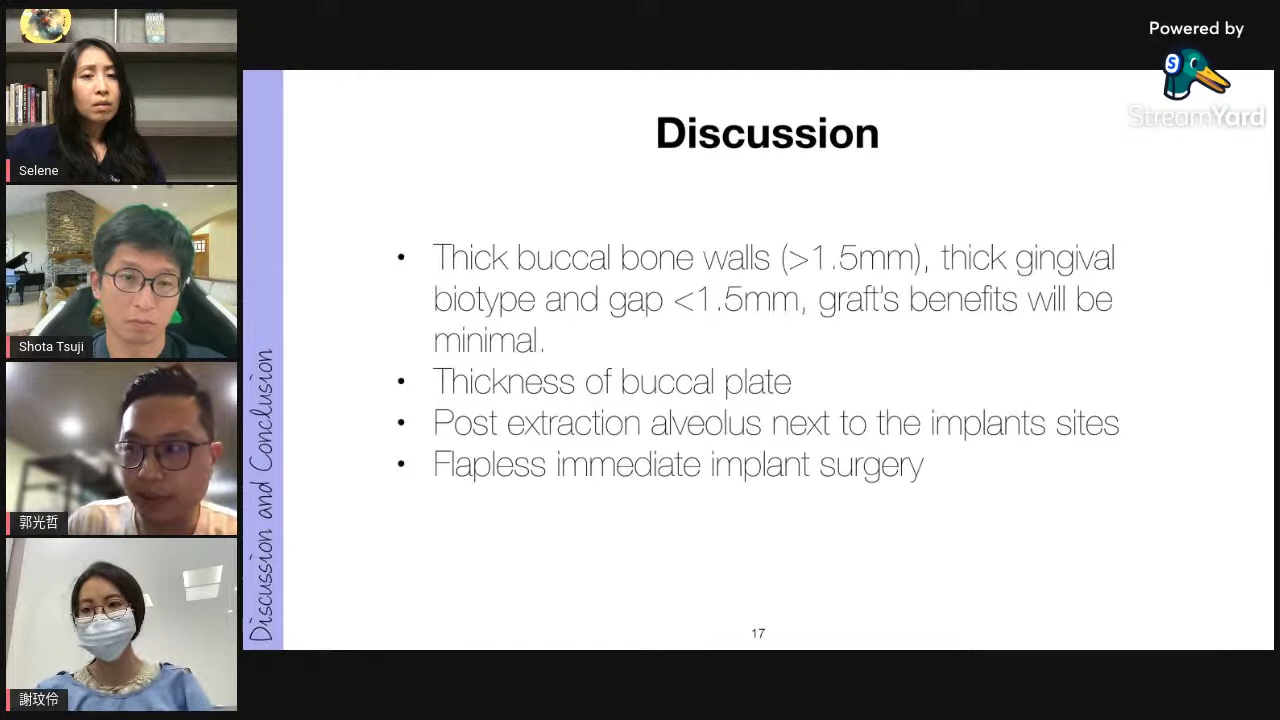 Powered by
S
StreamYard
Selene
Shota Tsuji
郭光哲
謝玟伶
Discussion and Conclusion
Discussion
• Thick buccal bone walls (>1.5mm), thick gingival
biotype and gap <1.5mm, graft's benefits will be
minimal.
• Thickness of buccal plate
• Post extraction alveolus next to the implants sites
• Flapless immediate implant surgery
17